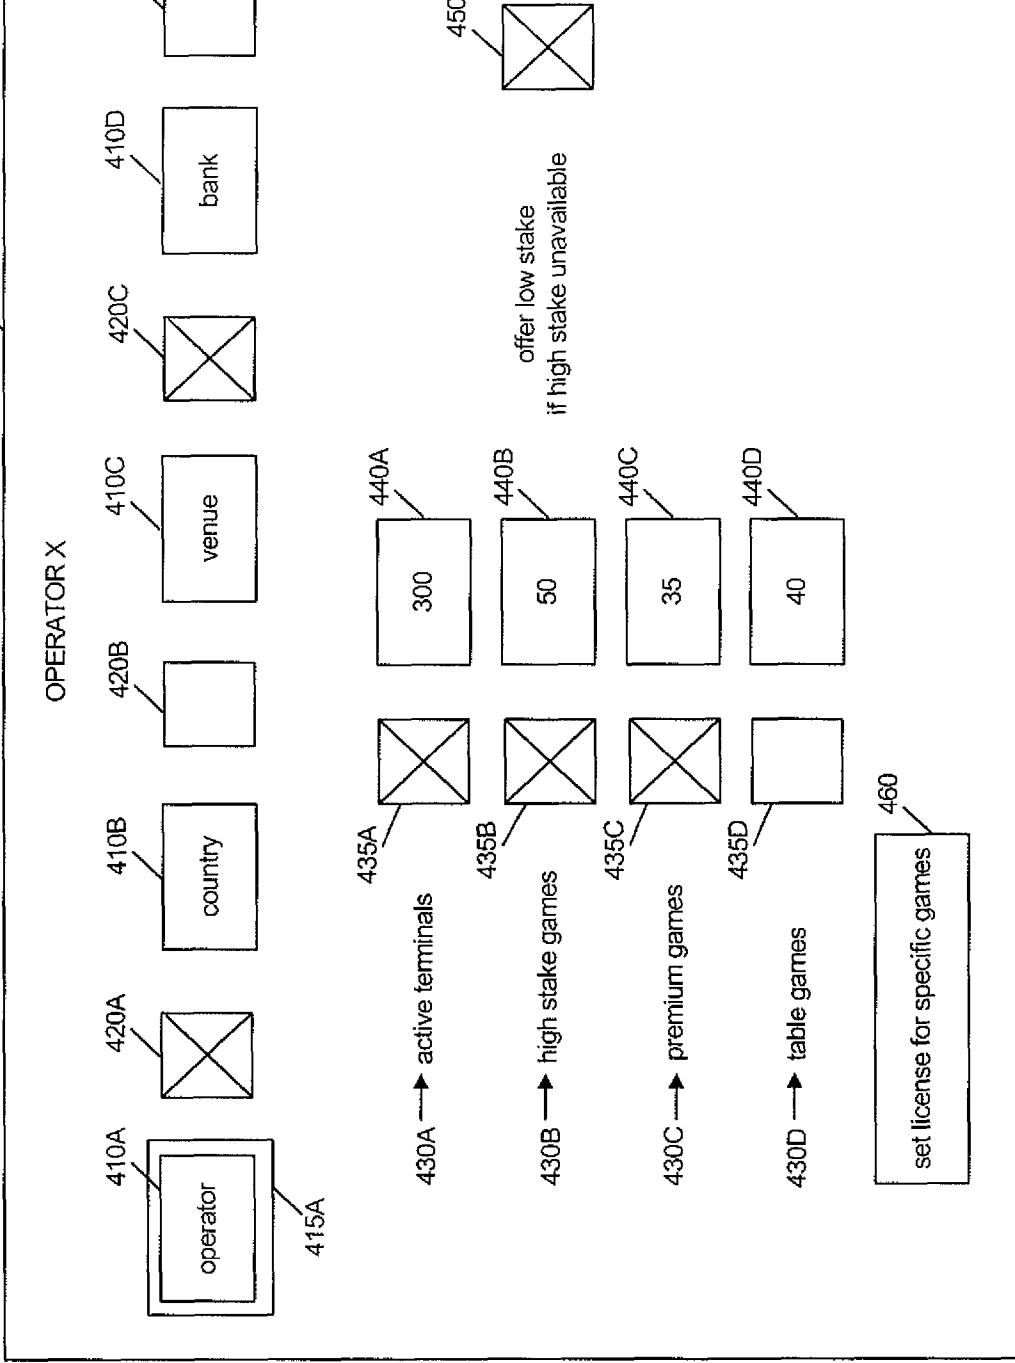 OPERATOR X
410A
420A
410B
420B
410C
420C
410D
operator
country
venue
bank
415A
430A
active terminals
435A
300
440A
430B
high stake games
435B
50
440B
offer low stake
if high stake unavailable
450
430C
premium games
435C
35
440C
430D
table games
435D
40
440D
set license for specific games
460